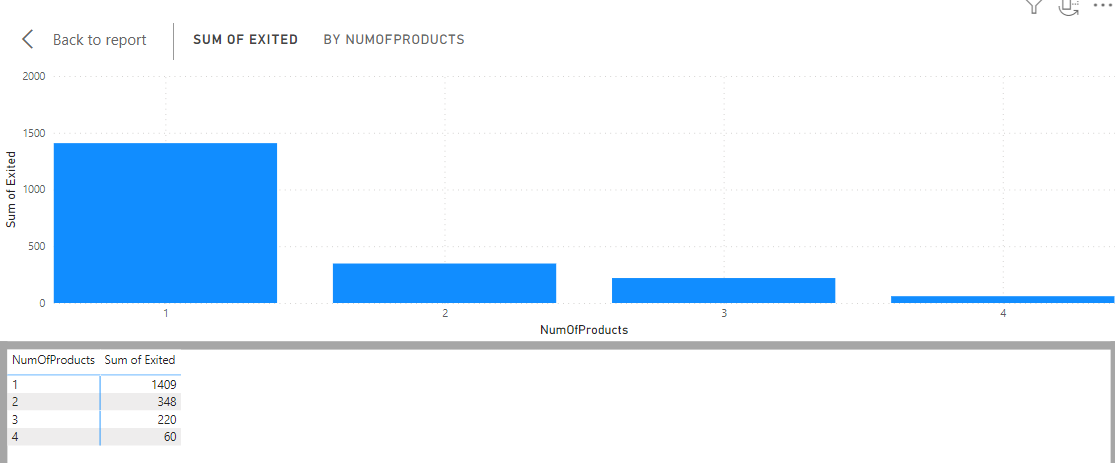 Back to report SUM OF EXITED BY NUMOFPRODUCTS
2000
1500
1000
500
0
Sum of Exited
1 2 3 4
NumOfProducts
NumOfProducts Sum of Exited
1 1409
2 348
3 220
4 60